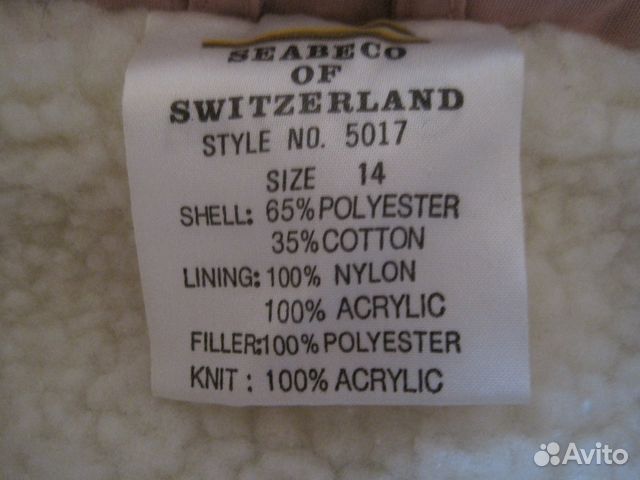 SEABECO
OF
SWITZERLAND
STYLE NO. 5017
SIZE 14
SHELL: 65% POLYESTER
35% COTTON
LINING: 100% NYLON
100% ACRYLIC
FILLER:100% POLYESTER
KNIT : 100% ACRYLIC
Avito